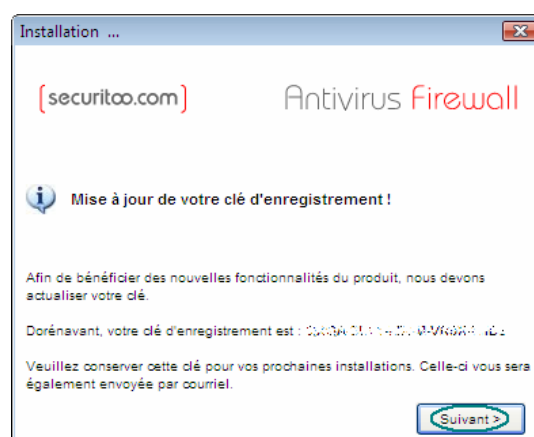 Installation ...
[securitoo.com]
Antivirus Firewall
Mise à jour de votre clé d'enregistrement !
Afin de bénéficier des nouvelles fonctionnalités du produit, nous devons
actualiser votre clé.
Dorénavant, votre clé d'enregistrement est :
Veuillez conserver cette clé pour vos prochaines installations. Celle-ci vous sera
également envoyée par courriel.
Suivant >